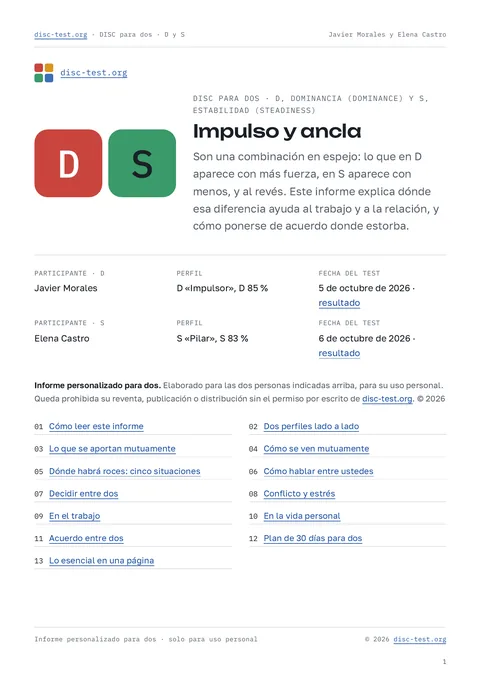 disc-test.org · DISC para dos · D y S
Javier Morales y Elena Castro
disc-test.org
DISC PARA DOS · D, DOMINANCIA (DOMINANCE) Y S,
ESTABILIDAD (STEADINESS)
Impulso y ancla
D
S
Son una combinación en espejo: lo que en D
aparece con más fuerza, en S aparece con
menos, y al revés. Este informe explica dónde
esa diferencia ayuda al trabajo y a la relación, y
cómo ponerse de acuerdo donde estorba.
PARTICIPANTE · D
PERFIL
FECHA DEL TEST
Javier Morales
D «Impulsor», D 85 %
5 de octubre de 2026 ·
resultado
PARTICIPANTE · S
PERFIL
FECHA DEL TEST
Elena Castro
S «Pilar», S 83 %
6 de octubre de 2026 ·
resultado
Informe personalizado para dos. Elaborado para las dos personas indicadas arriba, para su uso personal.
Queda prohibida su reventa, publicación o distribución sin el permiso por escrito de disc-test.org. © 2026
01 Cómo leer este informe
02 Dos perfiles lado a lado
03 Lo que se aportan mutuamente
04 Cómo se ven mutuamente
05 Dónde habrá roces: cinco situaciones
06 Cómo hablar entre ustedes
07 Decidir entre dos
08 Conflicto y estrés
09 En el trabajo
10 En la vida personal
11 Acuerdo entre dos
12 Plan de 30 días para dos
13 Lo esencial en una página
Informe personalizado para dos · solo para uso personal
© 2026 disc-test.org
1